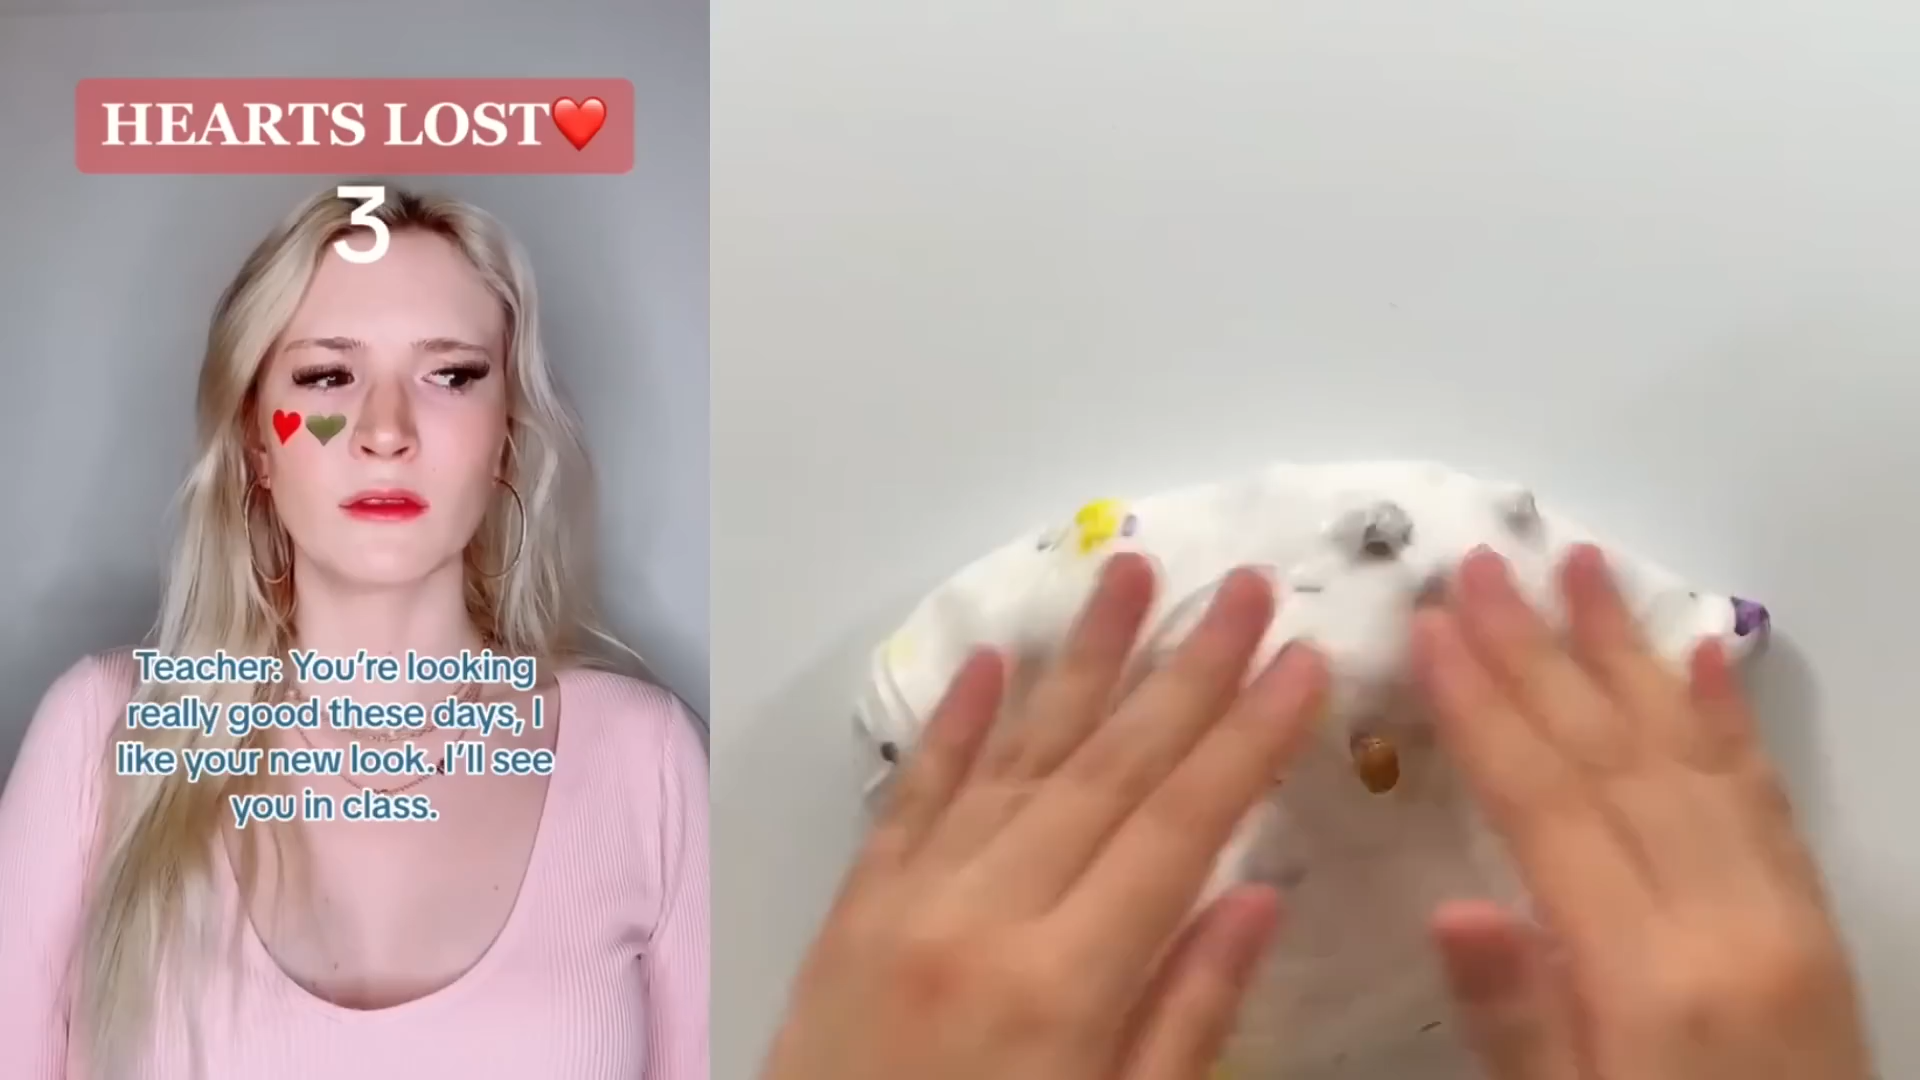 HEARTS LOST❤️
3
Teacher: You’re looking
really good these days, I
like your new look. I’ll see
you in class.